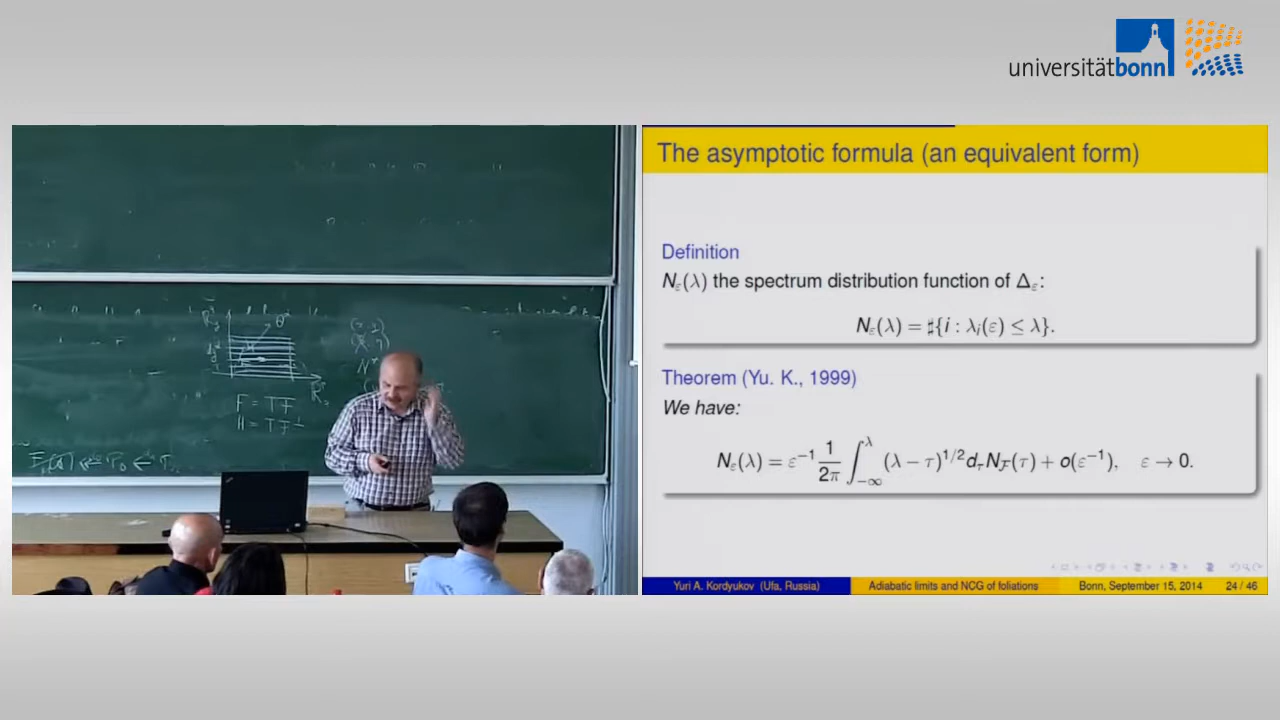 universitätbonn
The asymptotic formula (an equivalent form)
Definition
N_ε(λ) the spectrum distribution function of Δ_ε:
N_ε(λ) = ♯{i : λ_i(ε) ≤ λ}.
Theorem (Yu. K., 1999)
We have:
N_ε(λ) = ε^{-1} \frac{1}{2π} ∫_{-∞}^{λ} (λ − τ)^{1/2} d_τ N_ℱ(τ) + o(ε^{-1}), ε → 0.
Yuri A. Kordyukov (Ufa, Russia) Adiabatic limits and NCG of foliations Bonn, September 15, 2014 24 / 46
F = TF
H = TF^⊥